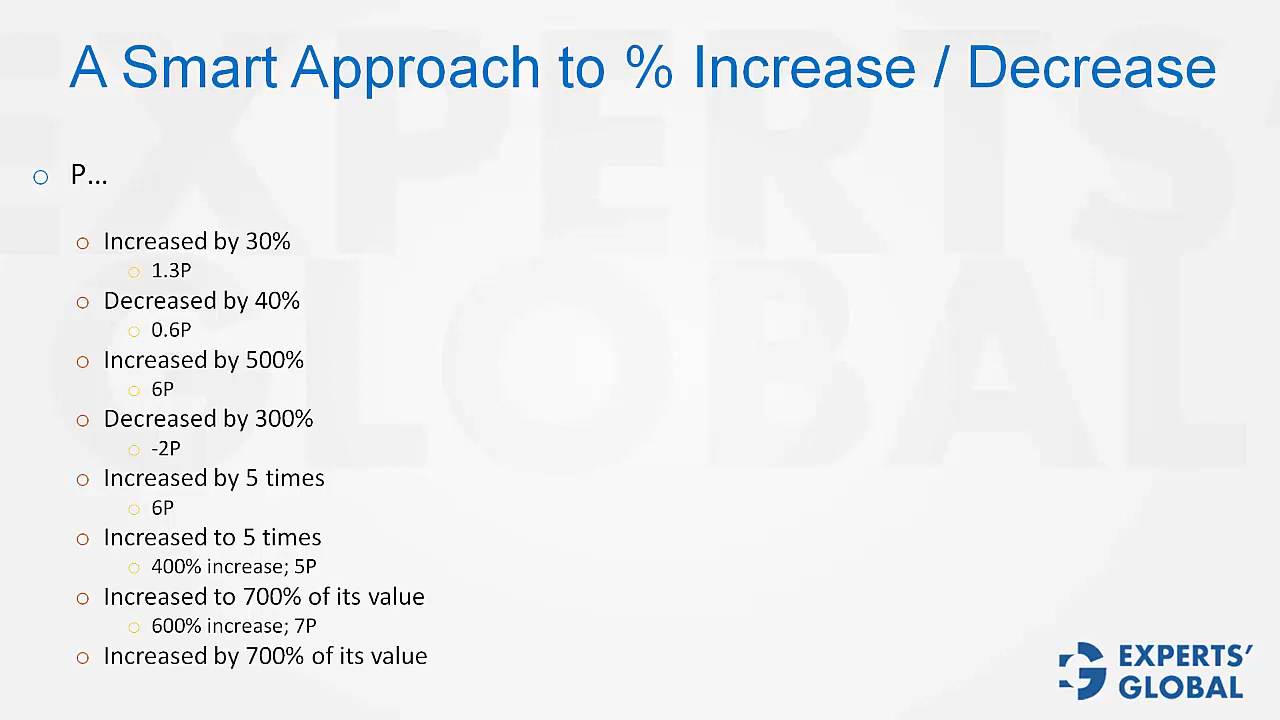 A Smart Approach to % Increase / Decrease
P...
Increased by 30%
1.3P
Decreased by 40%
0.6P
Increased by 500%
6P
Decreased by 300%
-2P
Increased by 5 times
6P
Increased to 5 times
400% increase; 5P
Increased to 700% of its value
600% increase; 7P
Increased by 700% of its value
EXPERTS'
GLOBAL
EXPERTS'
GLOBAL